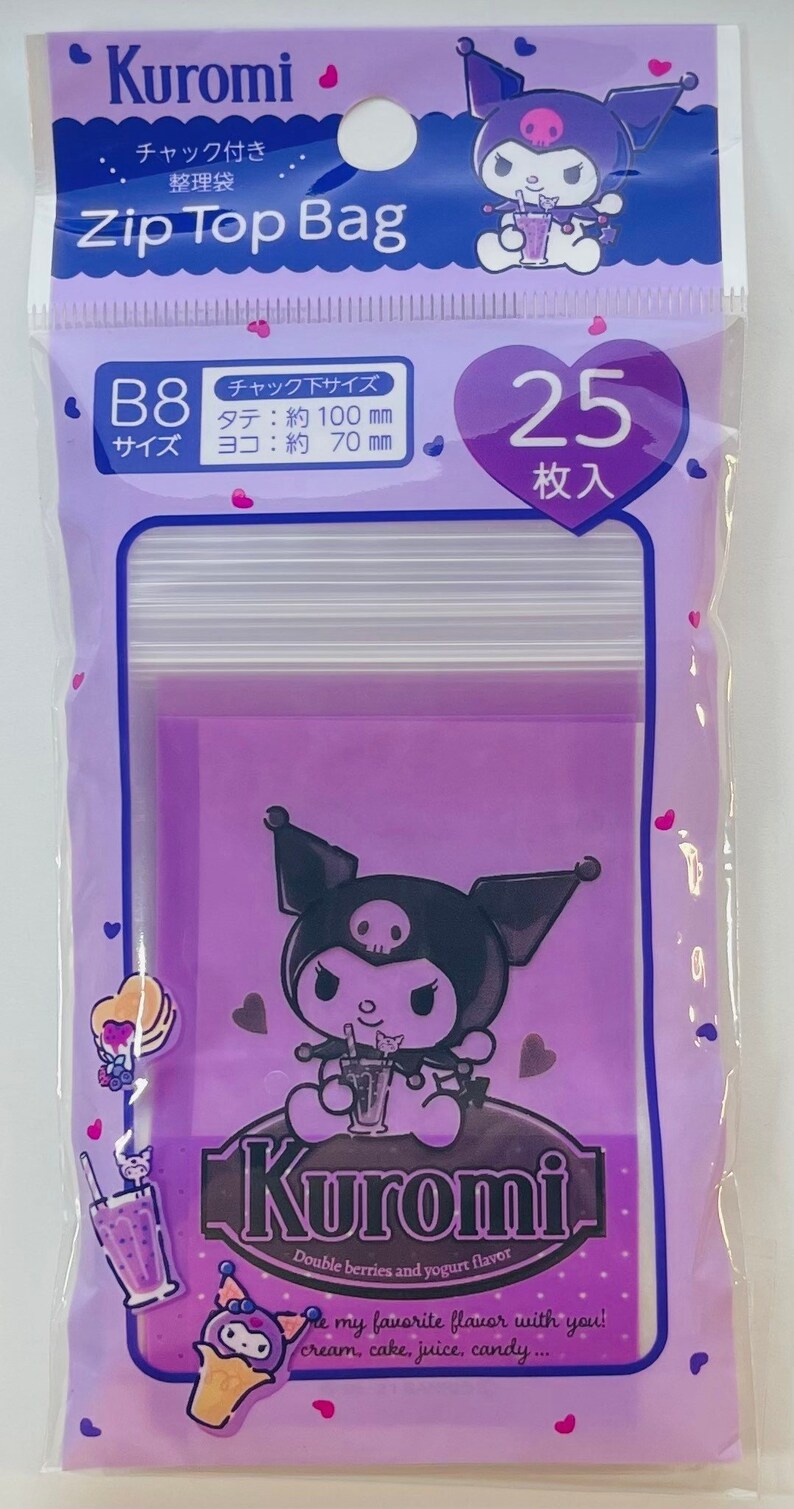 Kuromi
チャック付き
整理袋
Zip Top Bag
B8
サイズ
チャック下サイズ
タテ：約 100 mm
ヨコ：約 70 mm
25
枚入
Kuromi
Double berries and yogurt flavor
my favorite flavor with you!
cream, cake, juice, candy ...